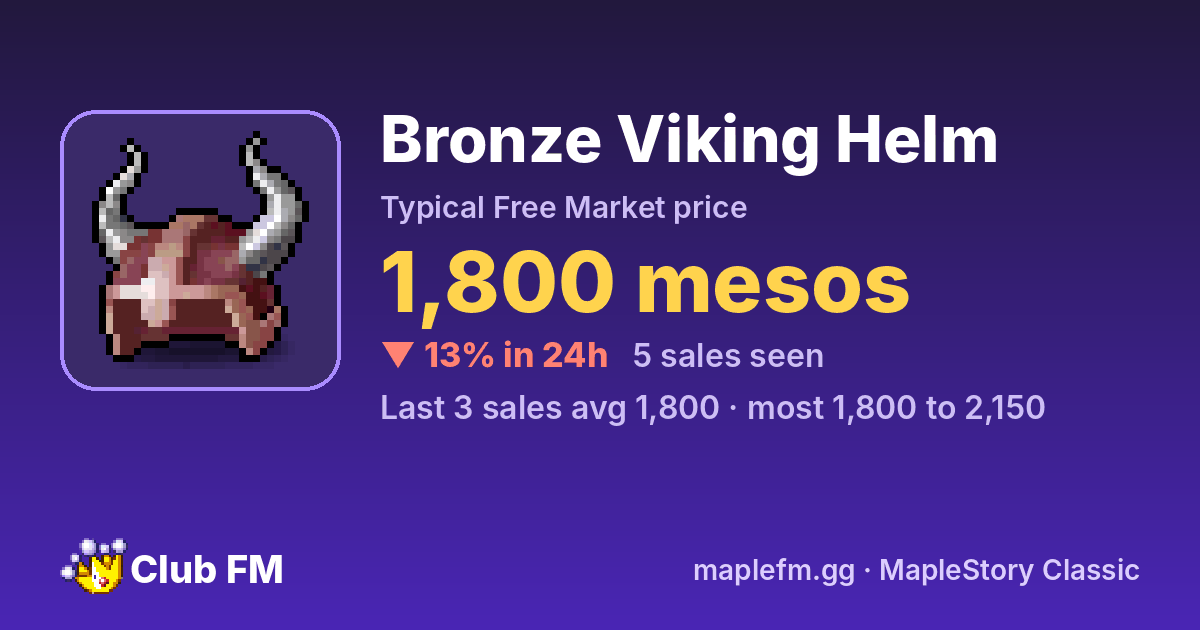 Bronze Viking Helm
Typical Free Market price
1,800 mesos
▼ 13% in 24h 5 sales seen
Last 3 sales avg 1,800 · most 1,800 to 2,150
Club FM
maplefm.gg · MapleStory Classic